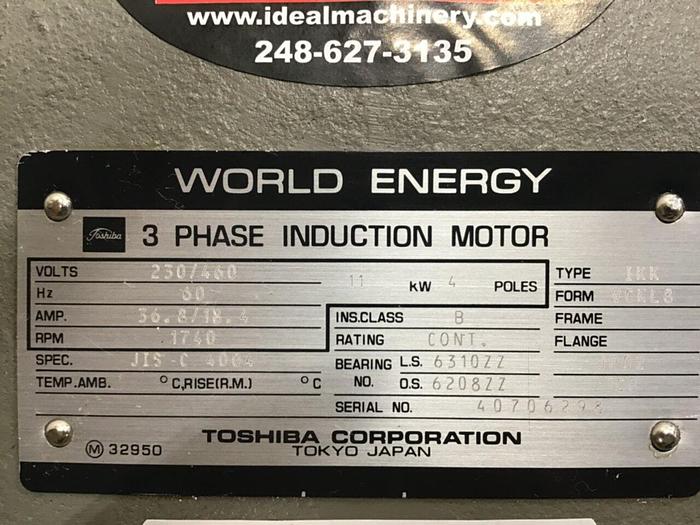 www.idealmachinery.com
248-627-3135
WORLD ENERGY
Toshiba 3 PHASE INDUCTION MOTOR
VOLTS 230/460 11 kW 4 POLES TYPE IKK
Hz 60 FORM
AMP. 36.8/18.4 INS.CLASS B FRAME
RPM 1740 RATING CONT. FLANGE
SPEC. JIS-C 4004 BEARING L.S. 6310ZZ
TEMP.AMB. °C,RISE(R.M.) °C NO. O.S. 6208ZZ
SERIAL NO. 40706298
TOSHIBA CORPORATION
M 32950 TOKYO JAPAN